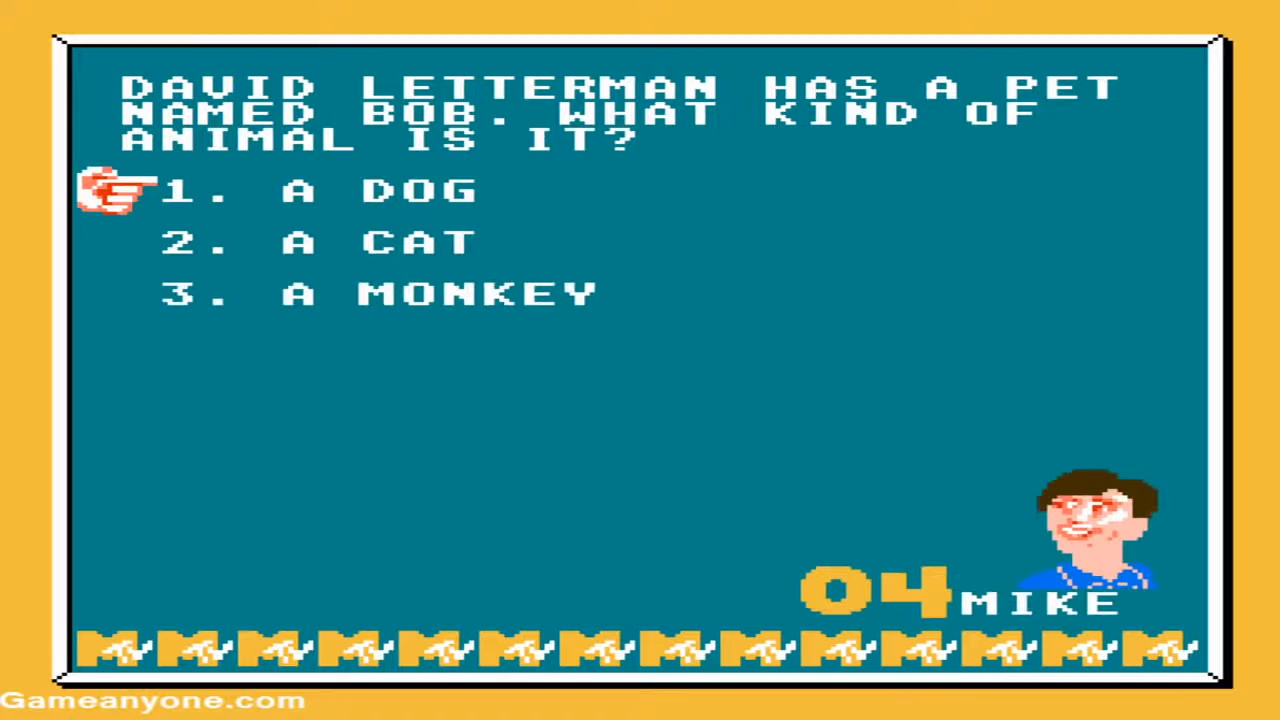 DAVID LETTERMAN HAS A PET
NAMED BOB. WHAT KIND OF
ANIMAL IS IT?
1. A DOG
2. A CAT
3. A MONKEY
04 MIKE
Gameanyone.com